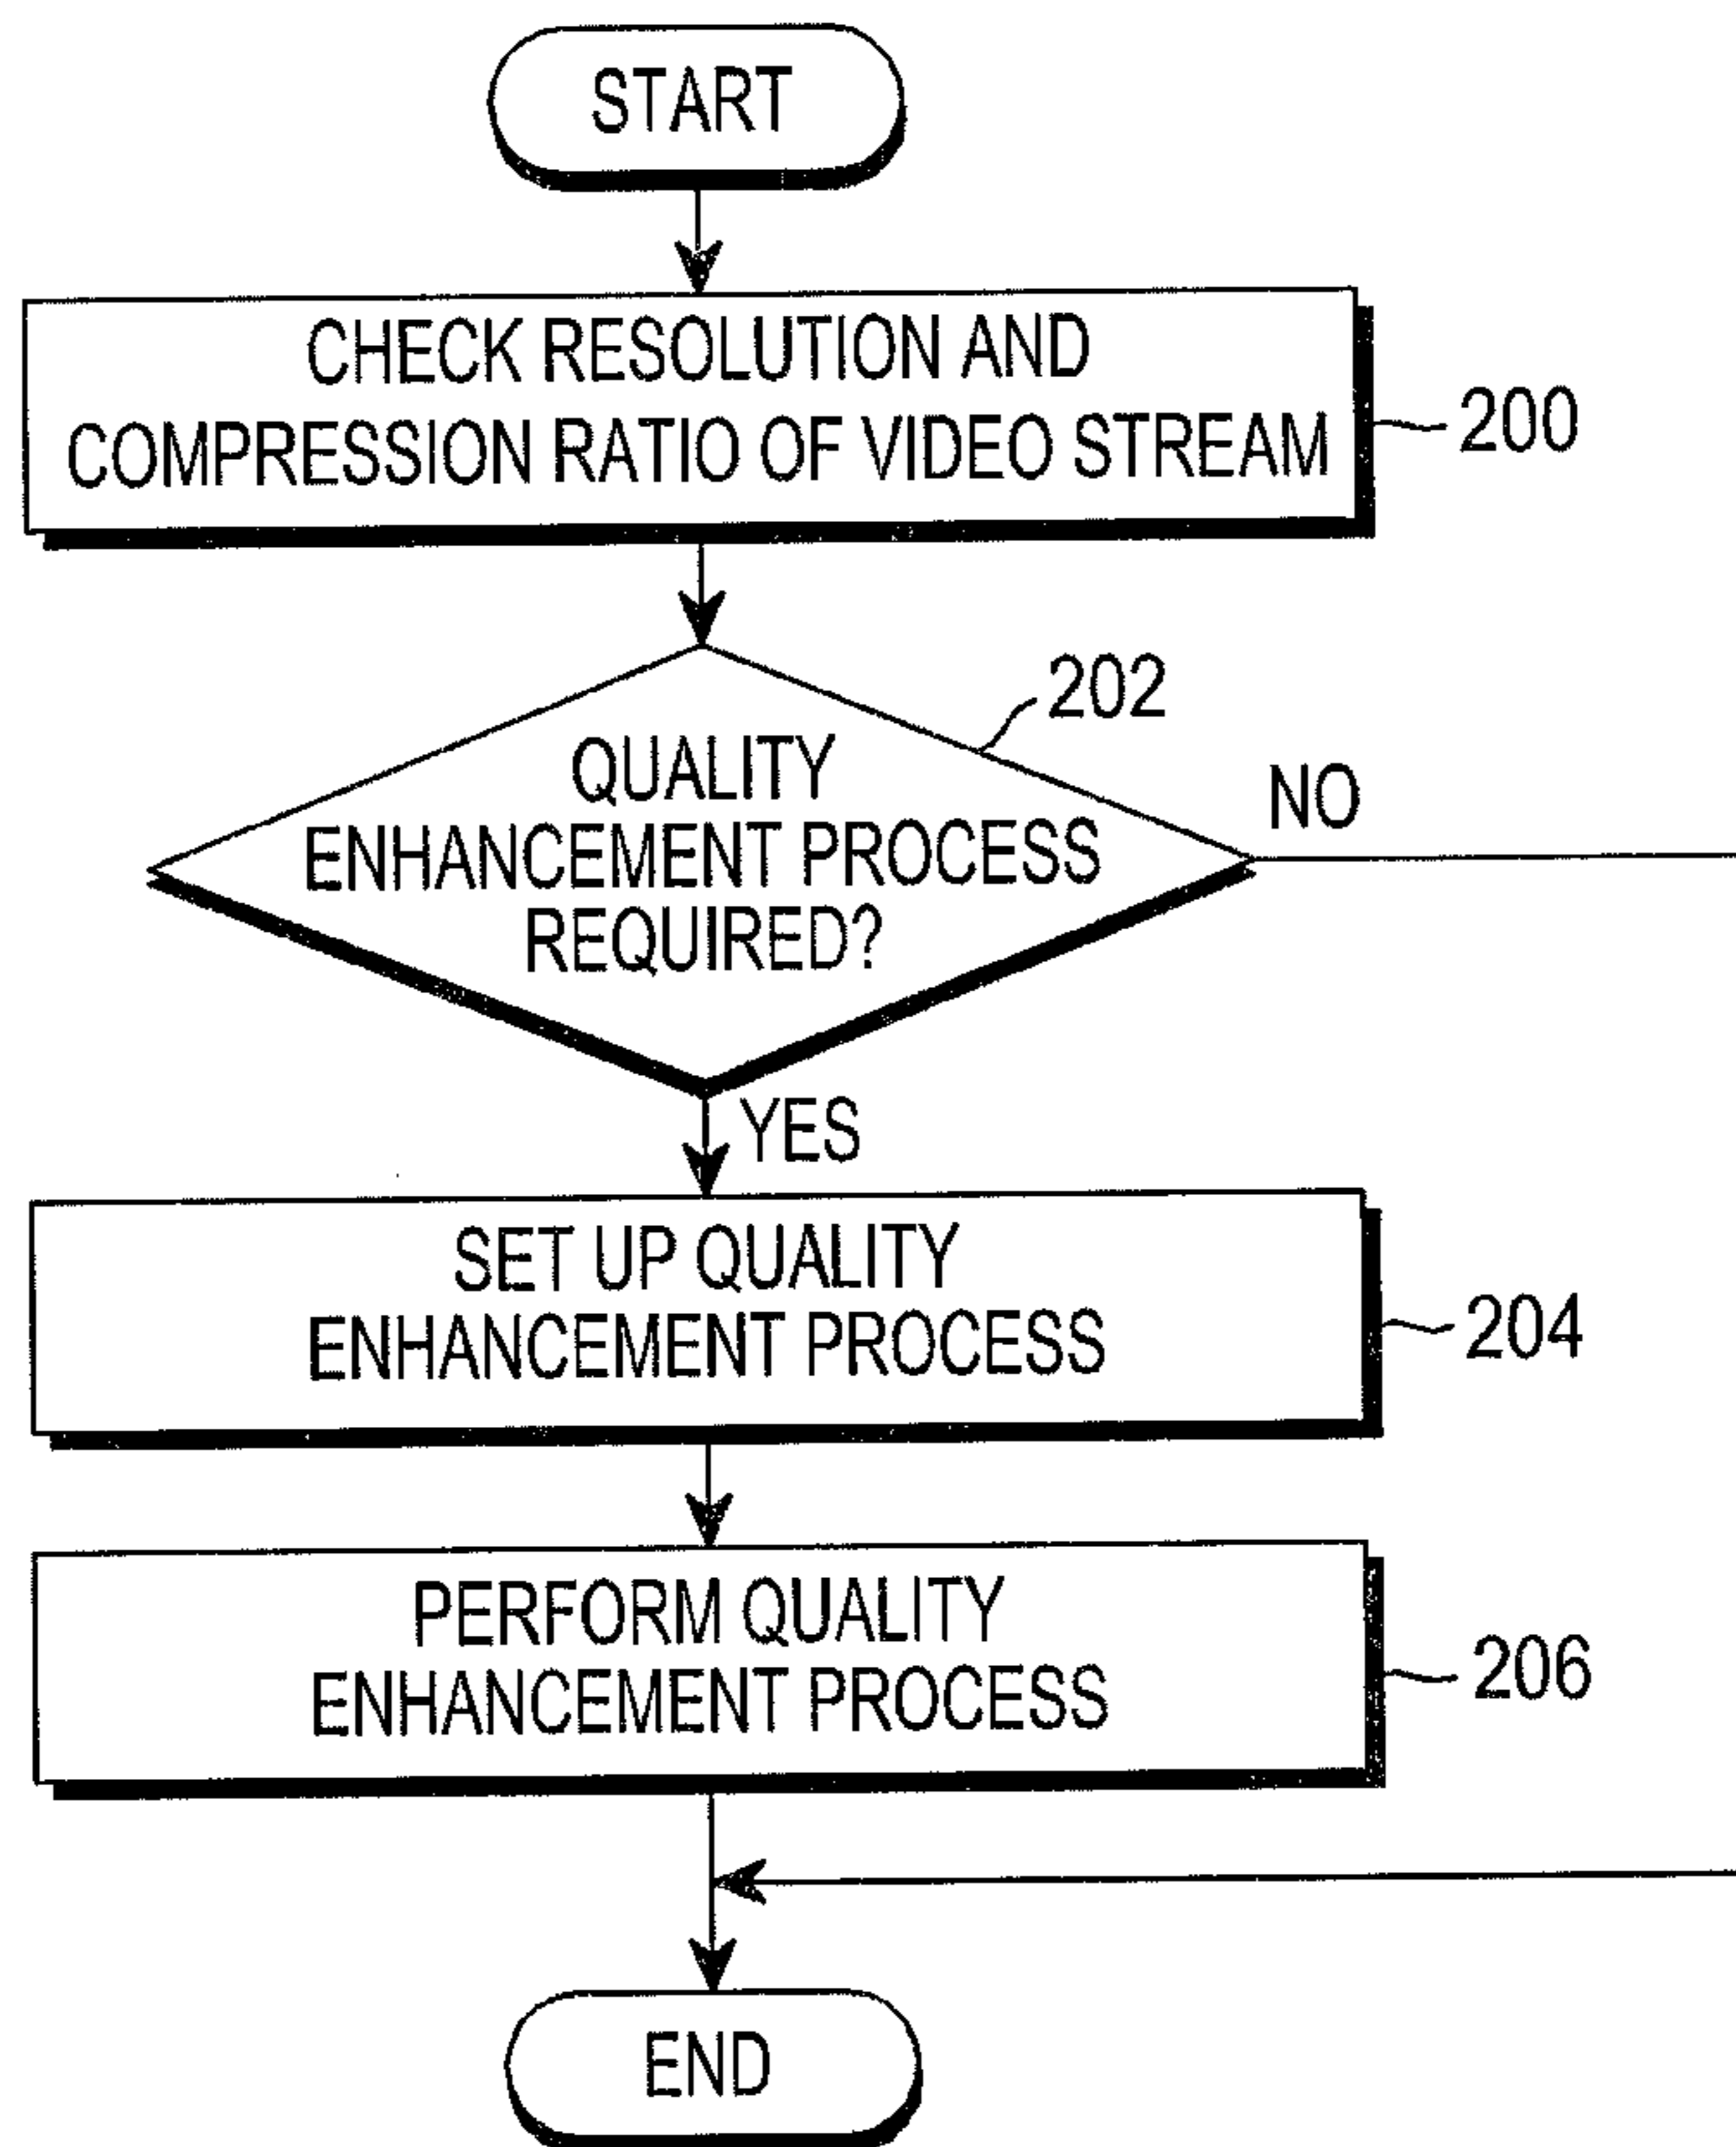 START
CHECK RESOLUTION AND
COMPRESSION RATIO OF VIDEO STREAM
200
202
QUALITY
ENHANCEMENT PROCESS
REQUIRED?
NO
YES
SET UP QUALITY
ENHANCEMENT PROCESS
204
PERFORM QUALITY
ENHANCEMENT PROCESS
206
END